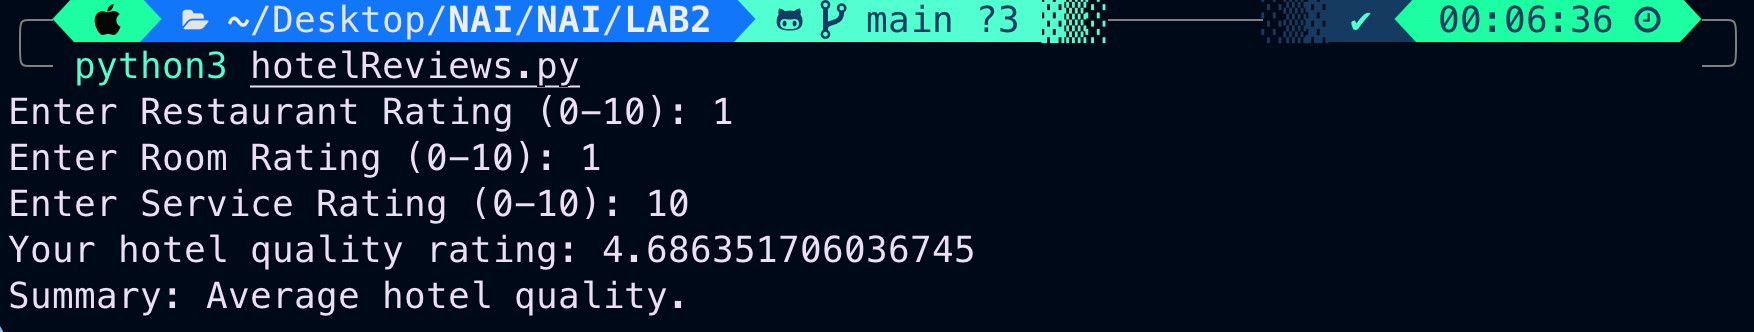 ~/Desktop/NAI/NAI/LAB2 main ?3 ✔ 00:06:36
python3 hotelReviews.py
Enter Restaurant Rating (0-10): 1
Enter Room Rating (0-10): 1
Enter Service Rating (0-10): 10
Your hotel quality rating: 4.686351706036745
Summary: Average hotel quality.